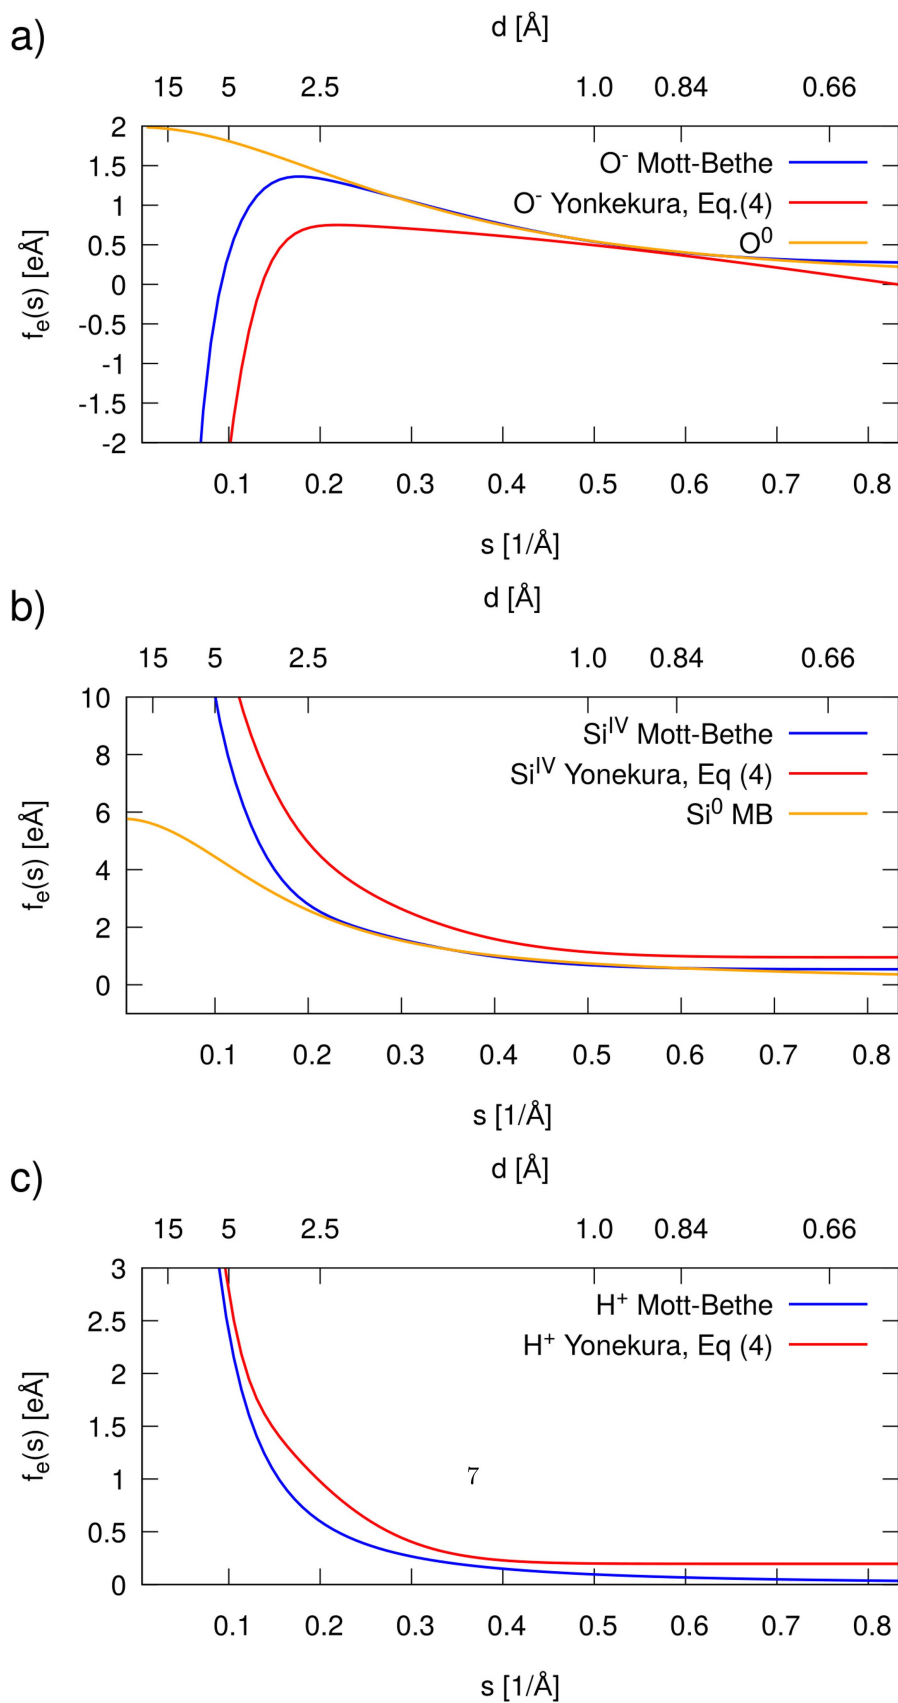 a)
d [Å]
15 5 2.5 1.0 0.84 0.66
2
1.5
1
0.5
0
-0.5
-1
-1.5
-2
fₑ(s) [eÅ]
O⁻ Mott-Bethe
O⁻ Yonkekura, Eq.(4)
O⁰
0.1 0.2 0.3 0.4 0.5 0.6 0.7 0.8
s [1/Å]
b)
d [Å]
15 5 2.5 1.0 0.84 0.66
10
8
6
4
2
0
fₑ(s) [eÅ]
Siᴵⱽ Mott-Bethe
Siᴵⱽ Yonekura, Eq (4)
Si⁰ MB
0.1 0.2 0.3 0.4 0.5 0.6 0.7 0.8
s [1/Å]
c)
d [Å]
15 5 2.5 1.0 0.84 0.66
3
2.5
2
1.5
1
0.5
0
fₑ(s) [eÅ]
H⁺ Mott-Bethe
H⁺ Yonekura, Eq (4)
7
0.1 0.2 0.3 0.4 0.5 0.6 0.7 0.8
s [1/Å]